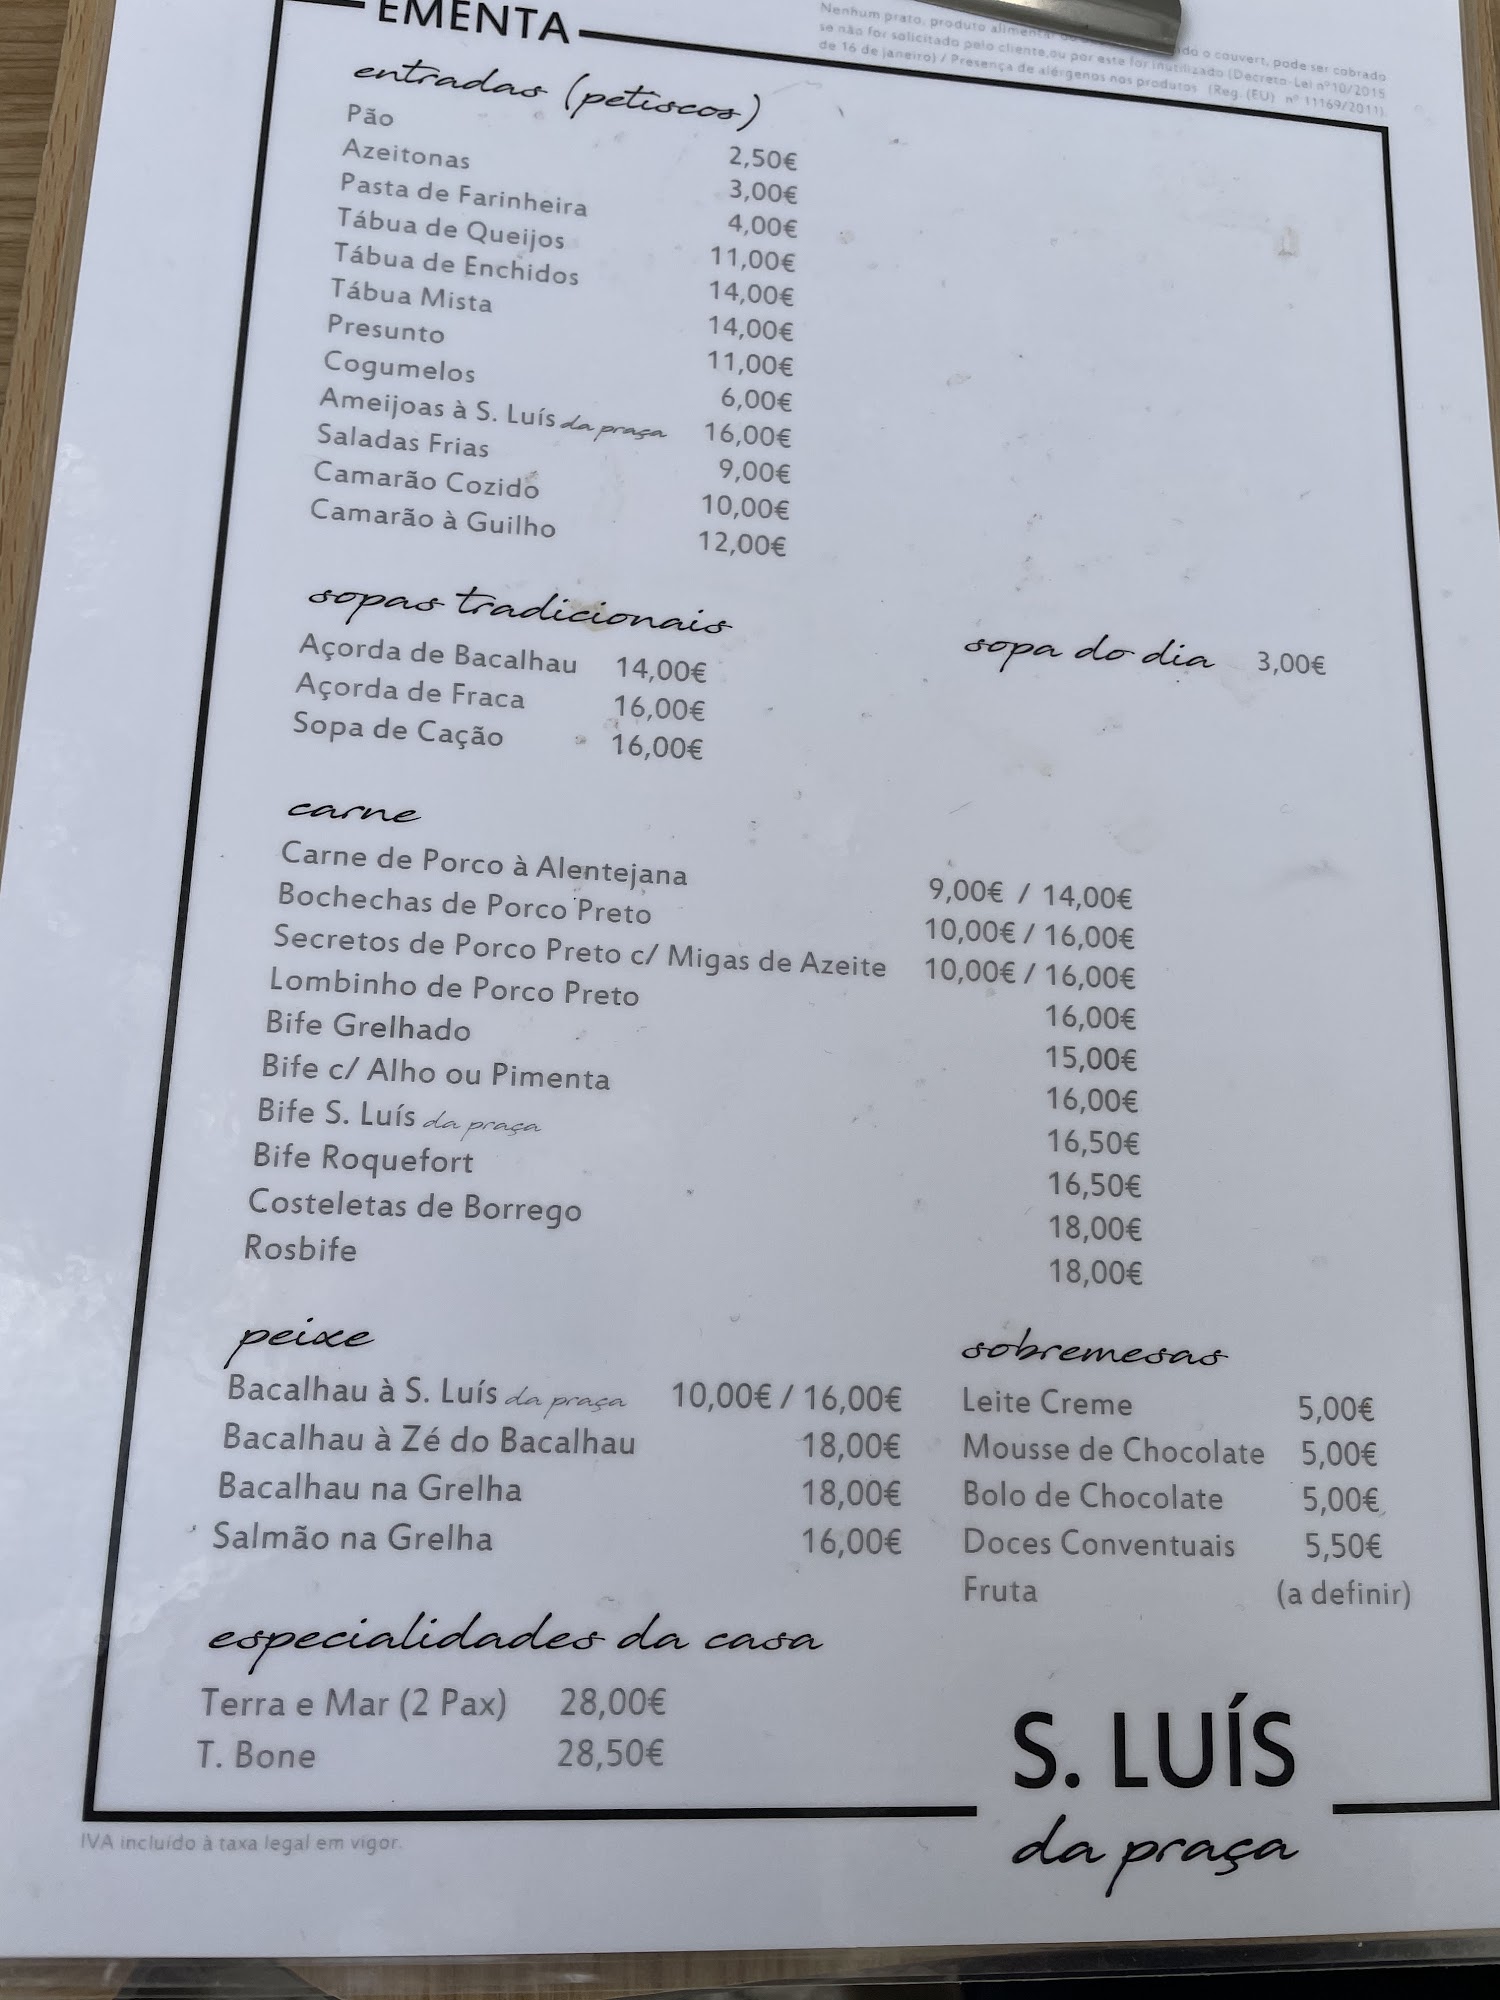 EMENTA
Nenhum prato, produto alimentar do o couvert, pode ser cobrado
se não for solicitado pelo cliente,ou por este for inutilizado (Decreto-Lei nº10/2015
de 16 de janeiro) / Presença de alérgenos nos produtos (Reg. (EU) nº 11169/2011).
entradas (petiscos)
Pão 2,50€
Azeitonas 3,00€
Pasta de Farinheira 4,00€
Tábua de Queijos 11,00€
Tábua de Enchidos 14,00€
Tábua Mista 14,00€
Presunto 11,00€
Cogumelos 6,00€
Ameijoas à S. Luís da praça 16,00€
Saladas Frias 9,00€
Camarão Cozido 10,00€
Camarão à Guilho 12,00€
sopas tradicionais
Açorda de Bacalhau 14,00€
Açorda de Fraca 16,00€
Sopa de Cação 16,00€
sopa do dia 3,00€
carne
Carne de Porco à Alentejana 9,00€ / 14,00€
Bochechas de Porco Preto 10,00€ / 16,00€
Secretos de Porco Preto c/ Migas de Azeite 10,00€ / 16,00€
Lombinho de Porco Preto 16,00€
Bife Grelhado 15,00€
Bife c/ Alho ou Pimenta 16,00€
Bife S. Luís da praça 16,50€
Bife Roquefort 16,50€
Costeletas de Borrego 18,00€
Rosbife 18,00€
peixe
Bacalhau à S. Luís da praça 10,00€ / 16,00€
Bacalhau à Zé do Bacalhau 18,00€
Bacalhau na Grelha 18,00€
Salmão na Grelha 16,00€
sobremesas
Leite Creme 5,00€
Mousse de Chocolate 5,00€
Bolo de Chocolate 5,00€
Doces Conventuais 5,50€
Fruta (a definir)
especialidades da casa
Terra e Mar (2 Pax) 28,00€
T. Bone 28,50€
S. LUÍS
da praça
IVA incluído à taxa legal em vigor.